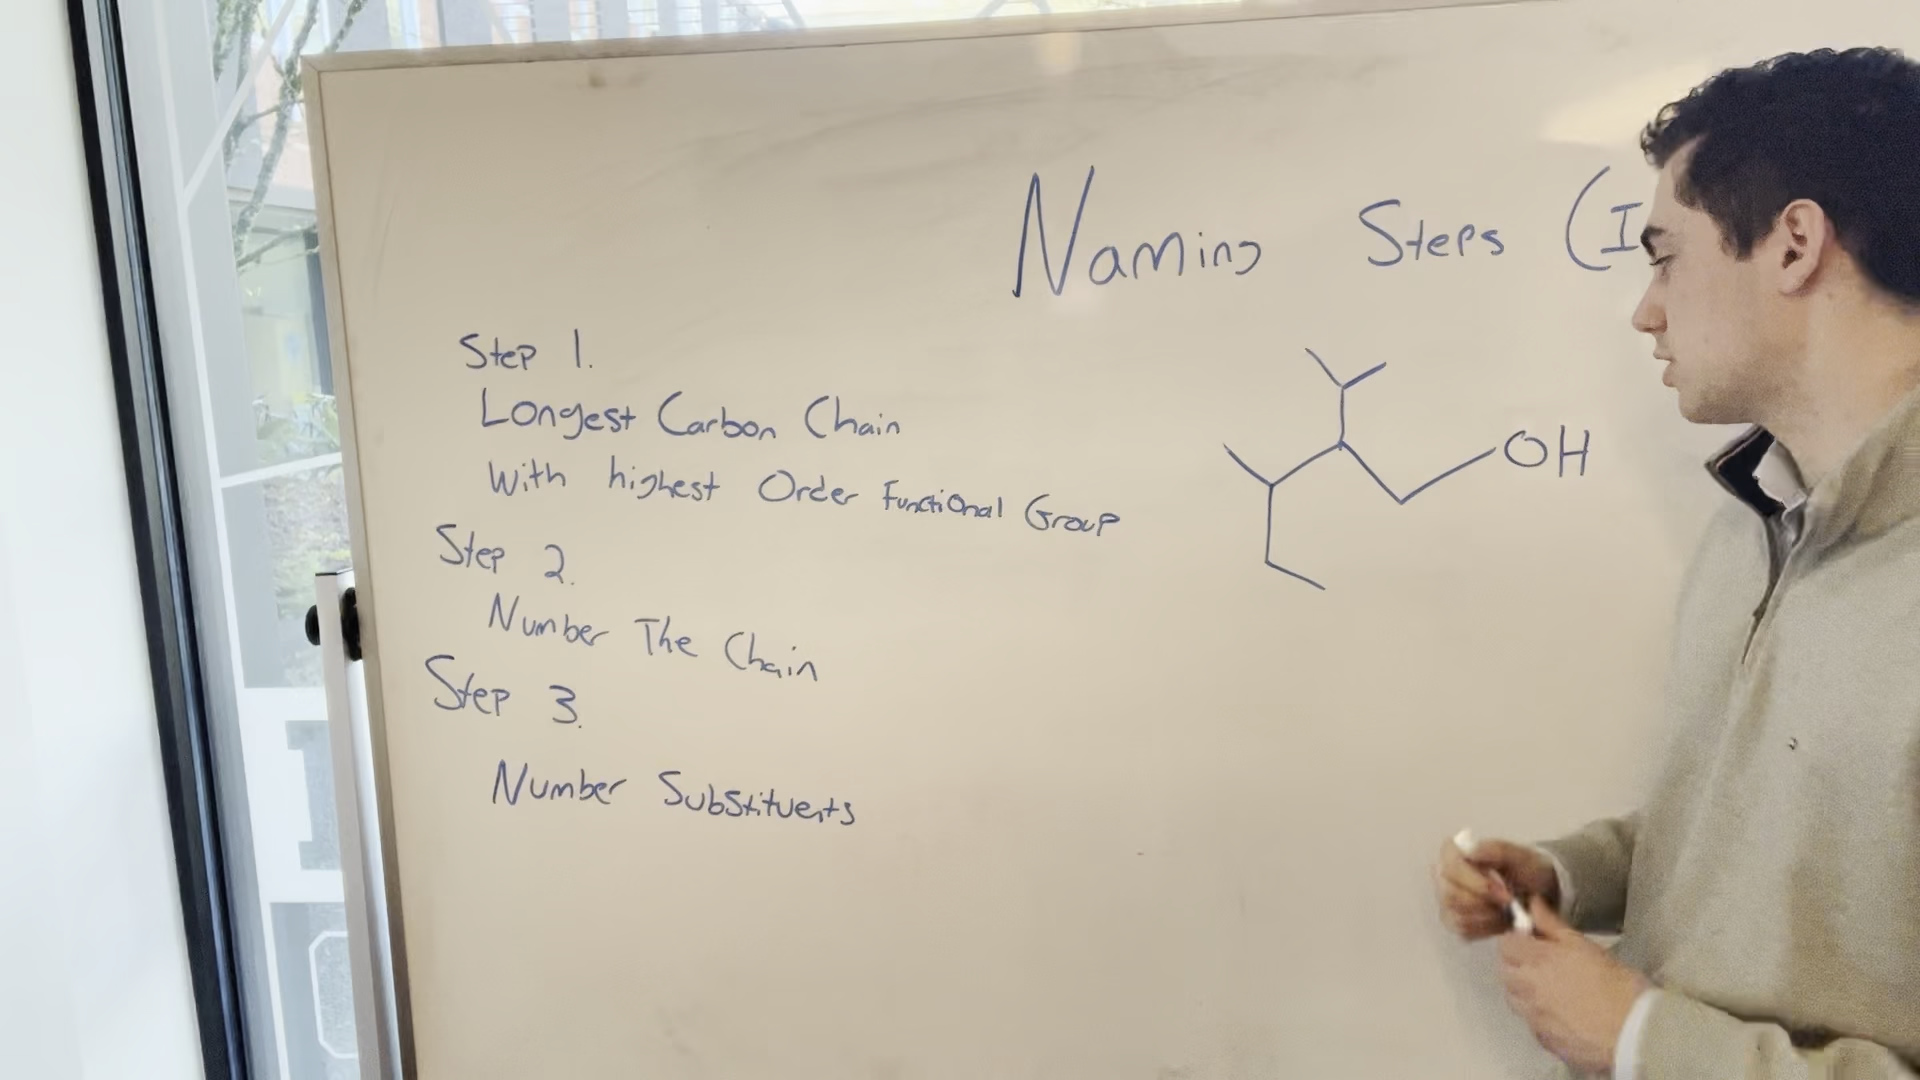 Naming Steps (I
Step 1.
Longest Carbon Chain
With highest Order Functional Group
Step 2.
Number The Chain
Step 3.
Number Substituents
OH